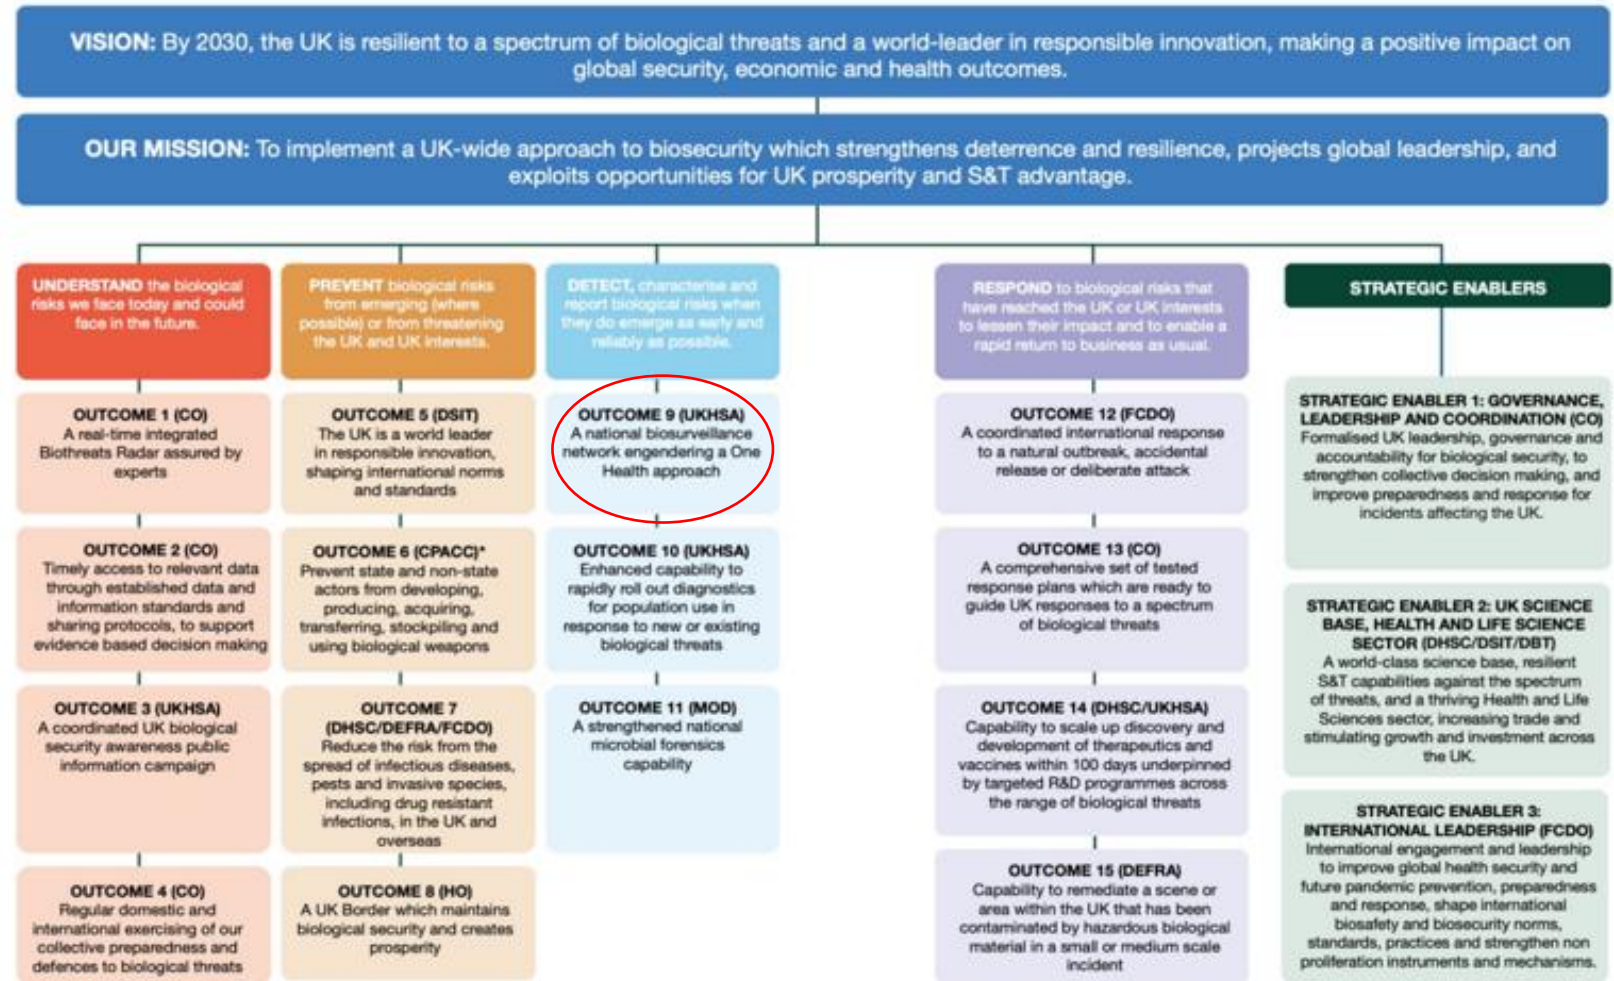 VISION: By 2030, the UK is resilient to a spectrum of biological threats and a world-leader in responsible innovation, making a positive impact on
global security, economic and health outcomes.
OUR MISSION: To implement a UK-wide approach to biosecurity which strengthens deterrence and resilience, projects global leadership, and
exploits opportunities for UK prosperity and S&T advantage.
UNDERSTAND the biological
risks we face today and could
face in the future.
OUTCOME 1 (CO)
A real-time integrated
Biothreats Radar assured by
experts
OUTCOME 2 (CO)
Timely access to relevant data
through established data and
information standards and
sharing protocols, to support
evidence based decision making
OUTCOME 3 (UKHSA)
A coordinated UK biological
security awareness public
information campaign
OUTCOME 4 (CO)
Regular domestic and
international exercising of our
collective preparedness and
defences to biological threats
PREVENT biological risks
from emerging (where
possible) or from threatening
the UK and UK interests.
OUTCOME 5 (DSIT)
The UK is a world leader
in responsible innovation,
shaping international norms
and standards
OUTCOME 6 (CPACC)*
Prevent state and non-state
actors from developing,
producing, acquiring,
transferring, stockpiling and
using biological weapons
OUTCOME 7
(DHSC/DEFRA/FCDO)
Reduce the risk from the
spread of infectious diseases,
pests and invasive species,
including drug resistant
infections, in the UK and
overseas
OUTCOME 8 (HO)
A UK Border which maintains
biological security and creates
prosperity
DETECT, characterise and
report biological risks when
they do emerge as early and
reliably as possible.
OUTCOME 9 (UKHSA)
A national biosurveillance
network engendering a One
Health approach
OUTCOME 10 (UKHSA)
Enhanced capability to
rapidly roll out diagnostics
for population use in
response to new or existing
biological threats
OUTCOME 11 (MOD)
A strengthened national
microbial forensics
capability
RESPOND to biological risks that
have reached the UK or UK interests
to lessen their impact and to enable a
rapid return to business as usual.
OUTCOME 12 (FCDO)
A coordinated international response
to a natural outbreak, accidental
release or deliberate attack
OUTCOME 13 (CO)
A comprehensive set of tested
response plans which are ready to
guide UK responses to a spectrum
of biological threats
OUTCOME 14 (DHSC/UKHSA)
Capability to scale up discovery and
development of therapeutics and
vaccines within 100 days underpinned
by targeted R&D programmes across
the range of biological threats
OUTCOME 15 (DEFRA)
Capability to remediate a scene or
area within the UK that has been
contaminated by hazardous biological
material in a small or medium scale
incident
STRATEGIC ENABLERS
STRATEGIC ENABLER 1: GOVERNANCE,
LEADERSHIP AND COORDINATION (CO)
Formalised UK leadership, governance and
accountability for biological security, to
strengthen collective decision making, and
improve preparedness and response for
incidents affecting the UK.
STRATEGIC ENABLER 2: UK SCIENCE
BASE, HEALTH AND LIFE SCIENCE
SECTOR (DHSC/DSIT/DBT)
A world-class science base, resilient
S&T capabilities against the spectrum
of threats, and a thriving Health and Life
Sciences sector, increasing trade and
stimulating growth and investment across
the UK.
STRATEGIC ENABLER 3:
INTERNATIONAL LEADERSHIP (FCDO)
International engagement and leadership
to improve global health security and
future pandemic prevention, preparedness
and response, shape international
biosafety and biosecurity norms,
standards, practices and strengthen non
proliferation instruments and mechanisms.